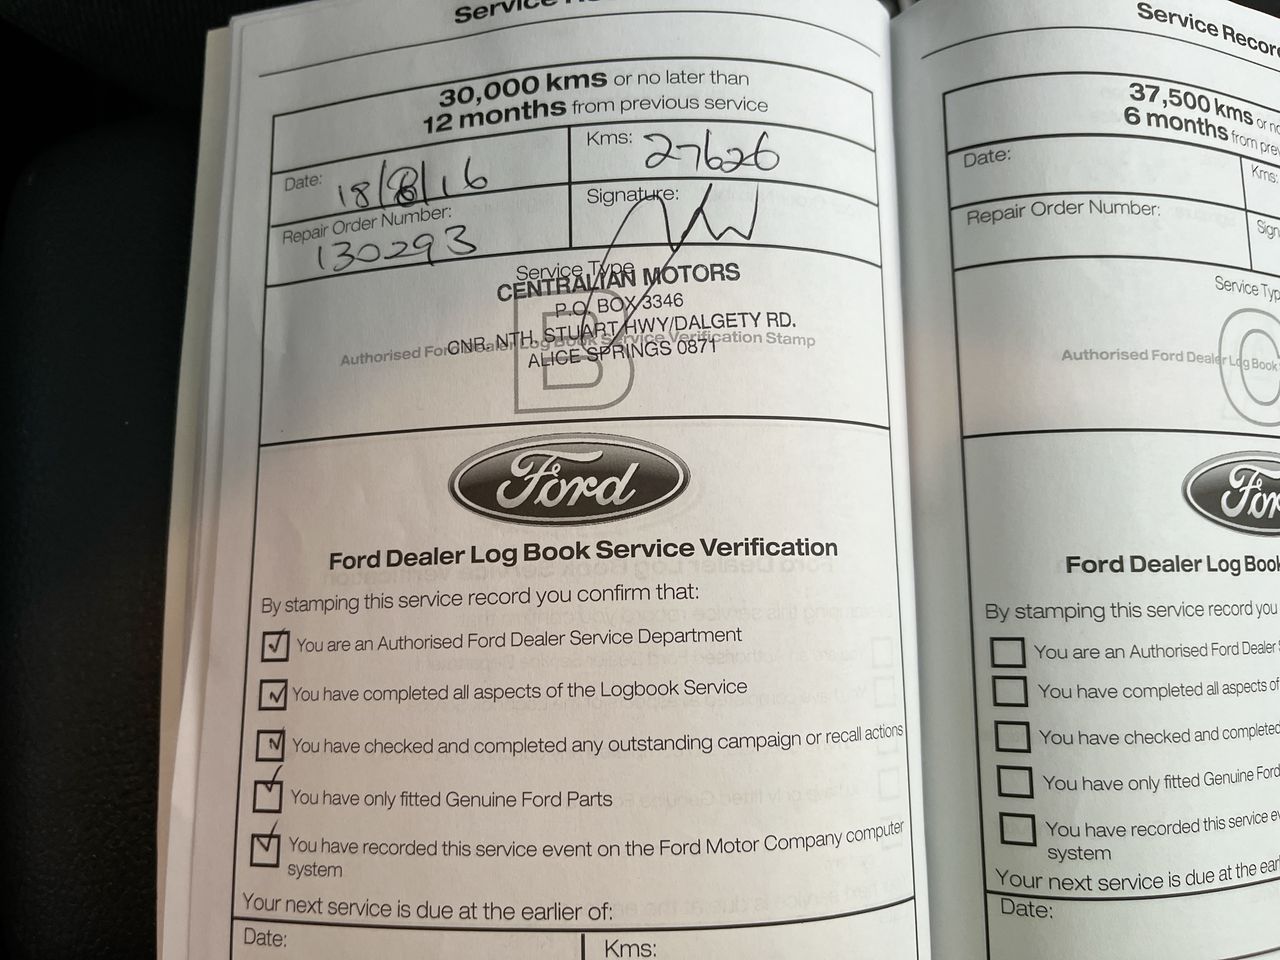 30,000 kms or no later than
12 months from previous service
Date: 18/8/16
Kms: 27626
Repair Order Number:
130293
Signature:
Service Type
B
CENTRALIAN MOTORS
P.O. BOX 3346
CNR. NTH. STUART HWY/DALGETY RD.
ALICE SPRINGS 0871
Authorised Ford Dealer Log Book Service Verification Stamp
Ford
Ford Dealer Log Book Service Verification
By stamping this service record you confirm that:
You are an Authorised Ford Dealer Service Department
You have completed all aspects of the Logbook Service
You have checked and completed any outstanding campaign or recall actions
You have only fitted Genuine Ford Parts
You have recorded this service event on the Ford Motor Company computer
system
Your next service is due at the earlier of:
Date:
Kms:
Service Record
37,500 kms or no
6 months from prev
Date:
Kms:
Repair Order Number:
Sign
Service Typ
Authorised Ford Dealer Log Book
Ford Dealer Log Book
By stamping this service record you
You are an Authorised Ford Dealer
You have completed all aspects of
You have checked and completed
You have only fitted Genuine Ford
You have recorded this service ev
system
Your next service is due at the earl
Date: